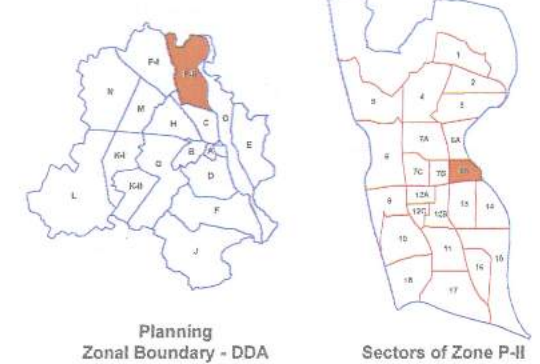 P-I
P-II
N
M
H
C
O
E
B
A
K-I
G
D
K-II
L
F
J
1
2
3
4
5
7A
6A
6
7C
7B
9
12A
12C
12B
13
14
10
11
15
16
18
17
Planning
Zonal Boundary - DDA
Sectors of Zone P-II